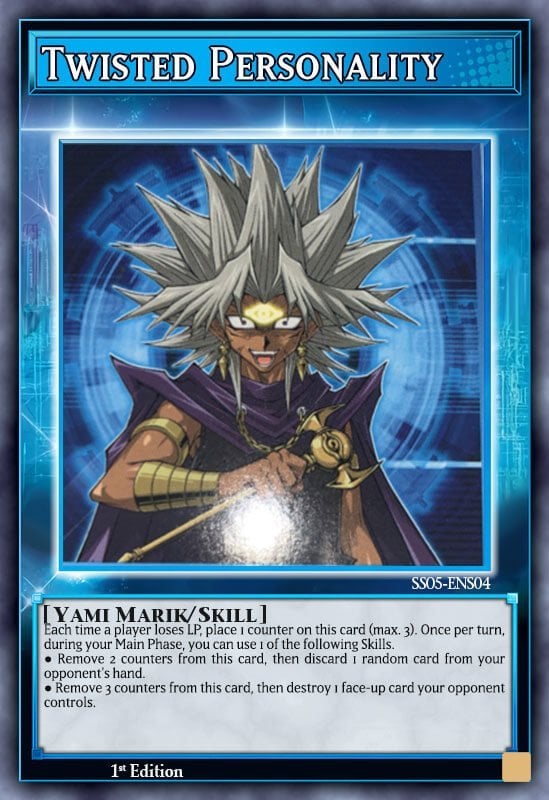 Twisted Personality
SS05-ENS04
[Yami Marik/Skill]
Each time a player loses LP, place 1 counter on this card (max. 3). Once per turn,
during your Main Phase, you can use 1 of the following Skills.
● Remove 2 counters from this card, then discard 1 random card from your
opponent's hand.
● Remove 3 counters from this card, then destroy 1 face-up card your opponent
controls.
1st Edition